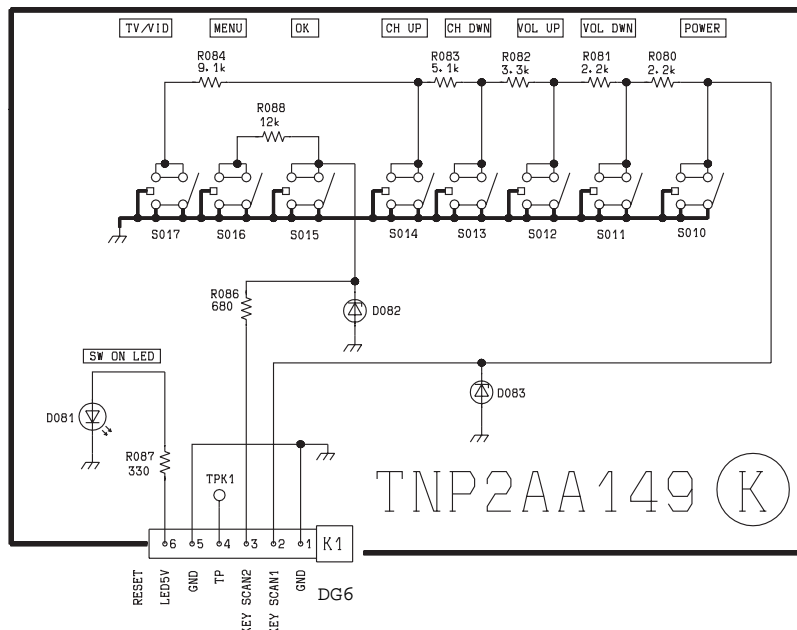 TV/VID MENU OK CH UP CH DWN VOL UP VOL DWN POWER
R084 9.1k
R083 5.1k
R082 3.3k
R081 2.2k
R080 2.2k
R088 12k
S017 S016 S015 S014 S013 S012 S011 S010
R086 680
D082
SW ON LED
D083
D081
R087 330
TPK1
TNP2AA149 K
6 5 4 3 2 1 K1
RESET
LED5V
GND
TP
KEY SCAN2
KEY SCAN1
GND
DG6